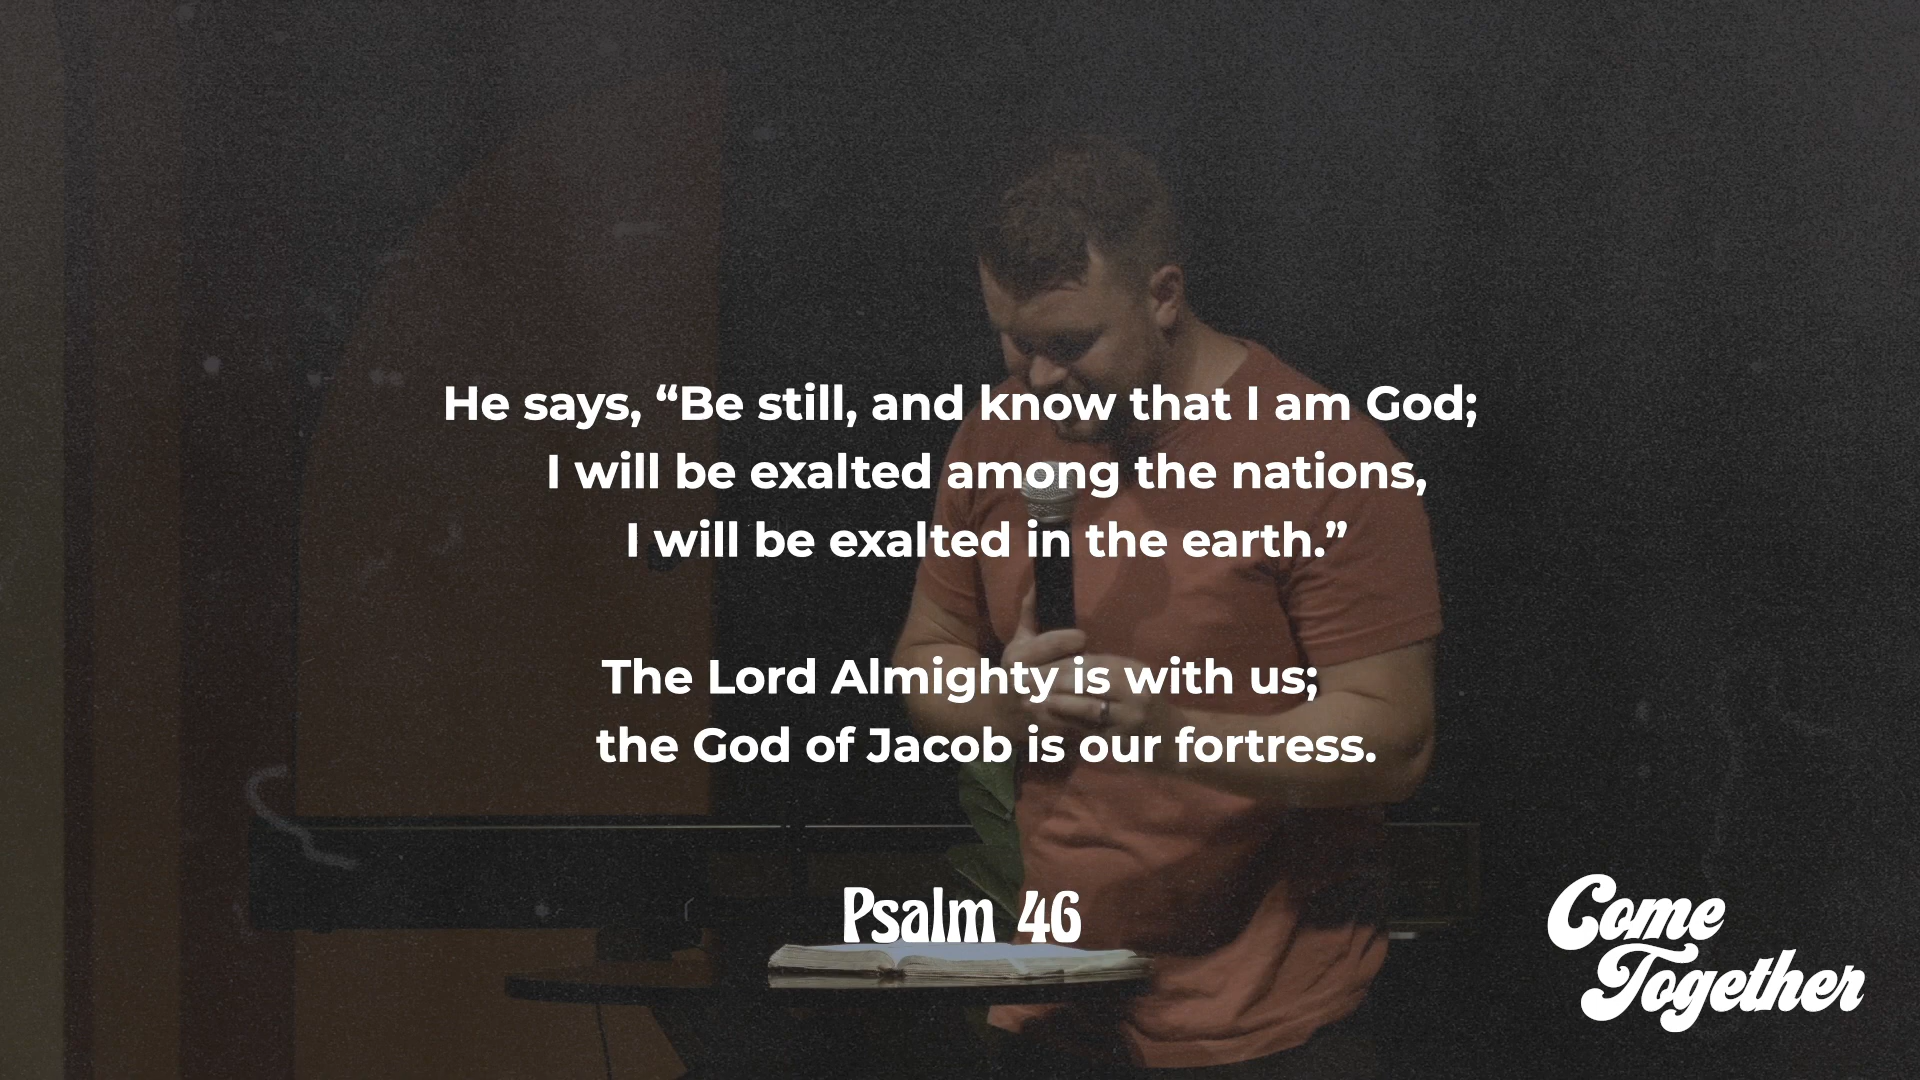 He says, “Be still, and know that I am God;
I will be exalted among the nations,
I will be exalted in the earth.”
The Lord Almighty is with us;
the God of Jacob is our fortress.
Psalm 46
Come
Together